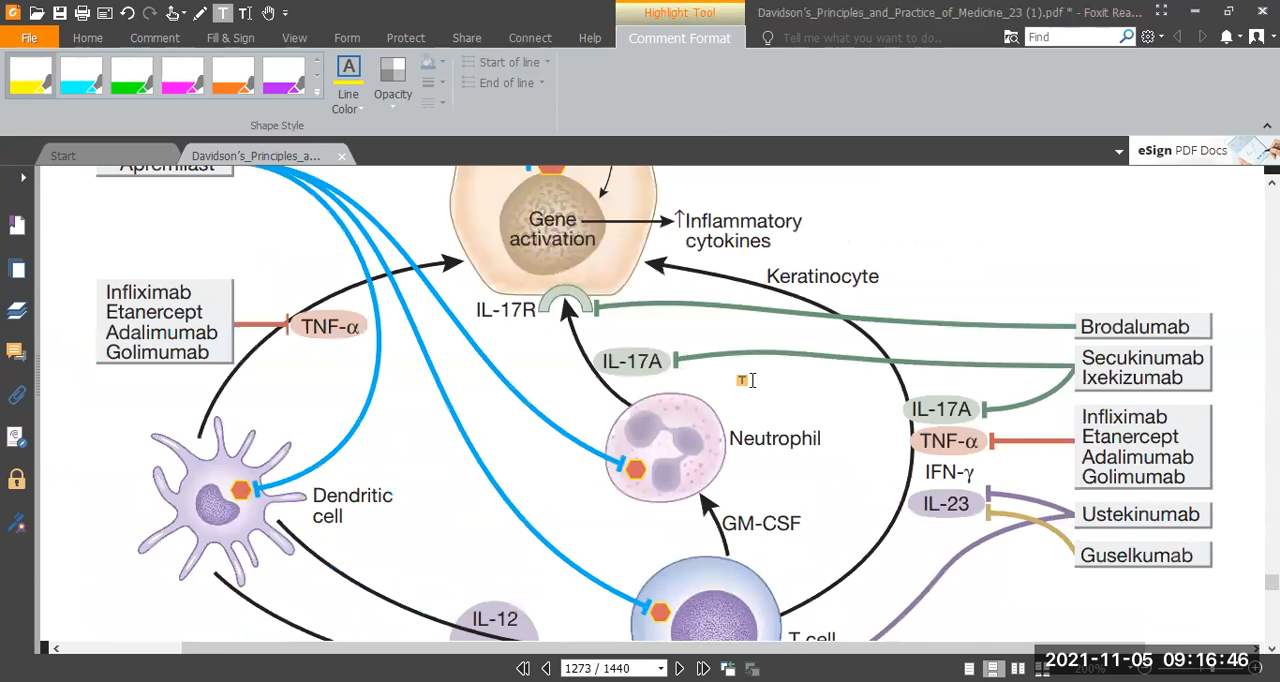 Highlight Tool
Davidson's_Principles_and_Practice_of_Medicine_23 (1).pdf * - Foxit Rea...
File
Home
Comment
Fill & Sign
View
Form
Protect
Share
Connect
Help
Comment Format
Tell me what you want to do..
Find
Line
Color
Opacity
Start of line
End of line
Shape Style
Start
Davidson's_Principles_a...
eSign PDF Docs
Apremilast
Gene
activation
↑Inflammatory
cytokines
Keratinocyte
Infliximab
Etanercept
Adalimumab
Golimumab
TNF-α
IL-17R
Brodalumab
IL-17A
Secukinumab
Ixekizumab
IL-17A
TNF-α
IFN-γ
IL-23
Infliximab
Etanercept
Adalimumab
Golimumab
Neutrophil
Dendritic
cell
GM-CSF
Ustekinumab
Guselkumab
IL-12
T cell
1273 / 1440
2021-11-05 09:16:46
200%